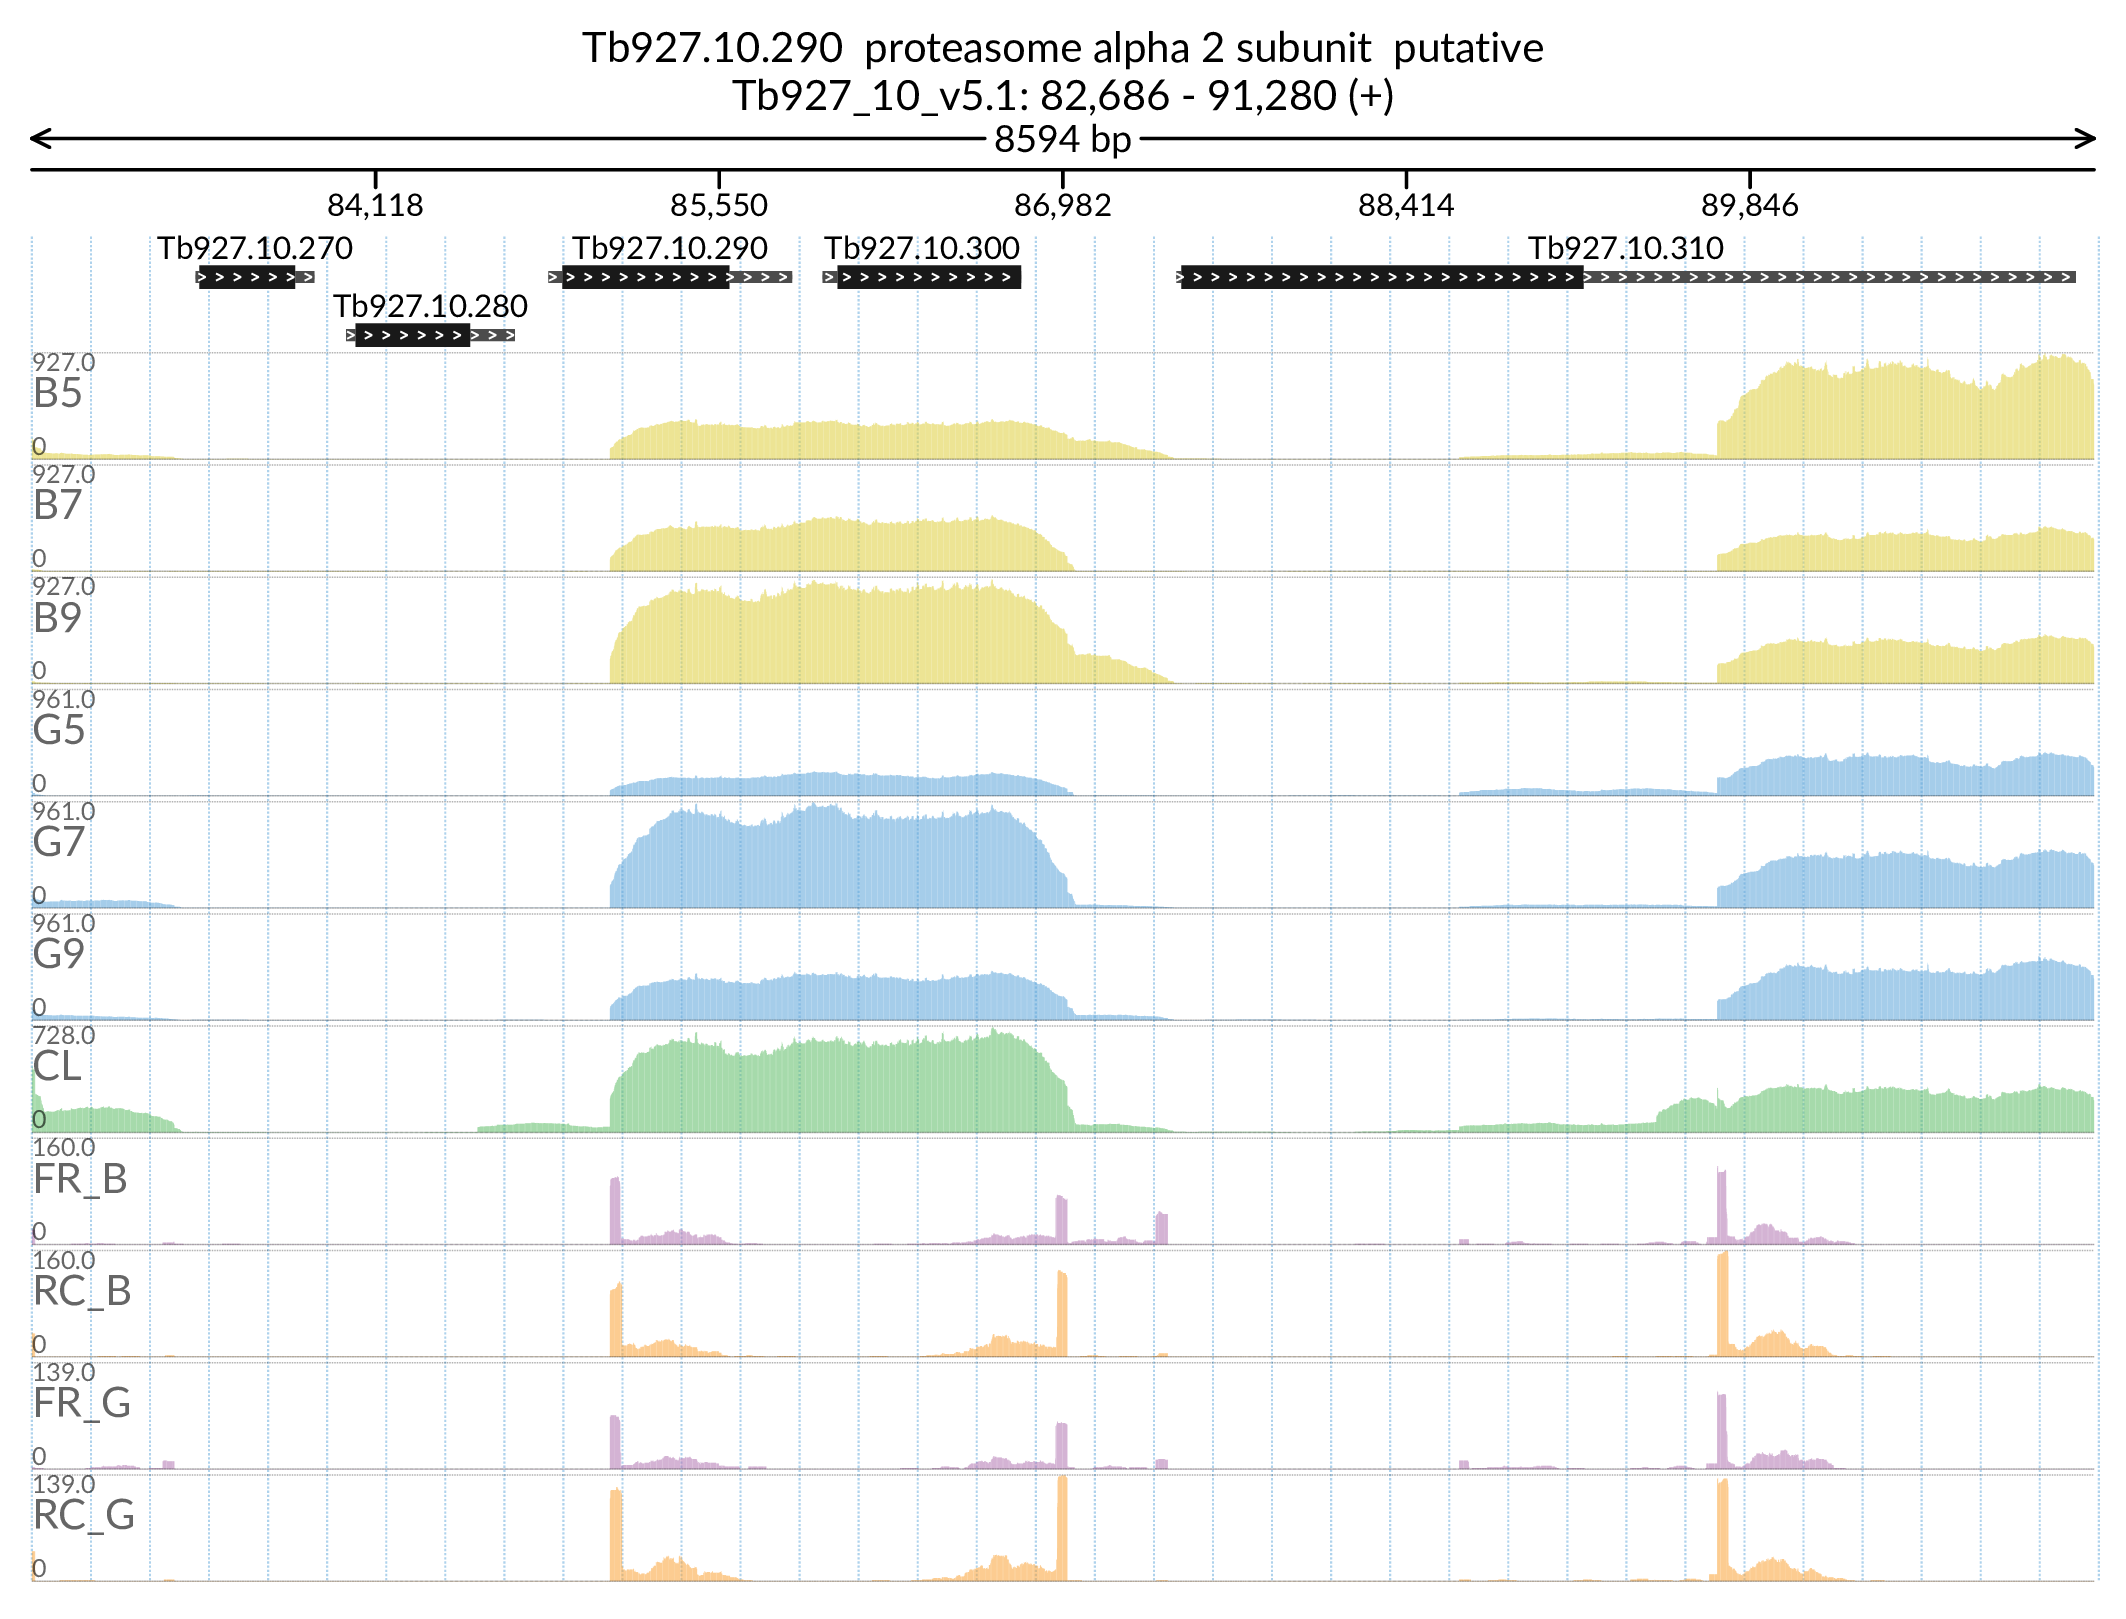 Tb927.10.290  proteasome alpha 2 subunit  putative
Tb927_10_v5.1: 82,686 - 91,280 (+)
8594 bp
84,118 85,550 86,982 88,414 89,846
Tb927.10.270 Tb927.10.290 Tb927.10.300 Tb927.10.310
Tb927.10.280
927.0
B5
0
927.0
B7
0
927.0
B9
0
961.0
G5
0
961.0
G7
0
961.0
G9
0
728.0
CL
0
160.0
FR_B
0
160.0
RC_B
0
139.0
FR_G
0
139.0
RC_G
0